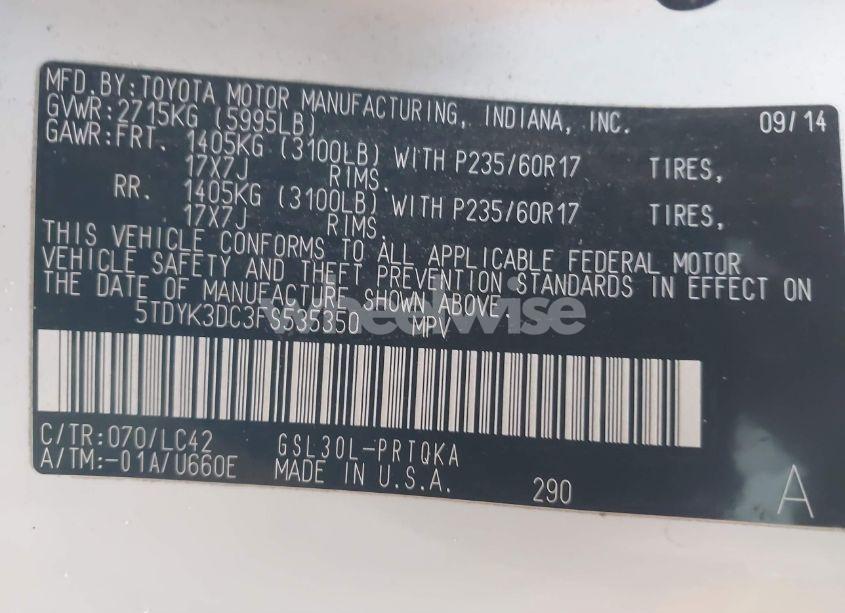 MFD.BY:TOYOTA MOTOR MANUFACTURING, INDIANA, INC. 09/14
GVWR:2715KG (5995LB)
GAWR:FRT. 1405KG (3100LB) WITH P235/60R17 TIRES,
17X7J RIMS.
RR. 1405KG (3100LB) WITH P235/60R17 TIRES,
17X7J RIMS.
THIS VEHICLE CONFORMS TO ALL APPLICABLE FEDERAL MOTOR
VEHICLE SAFETY AND THEFT PREVENTION STANDARDS IN EFFECT ON
THE DATE OF MANUFACTURE SHOWN ABOVE.
wheelwise
5TDYK3DC3FS535350 MPV
C/TR:070/LC42 GSL30L-PRTQKA
A/TM:-01A/U660E MADE IN U.S.A. 290 A